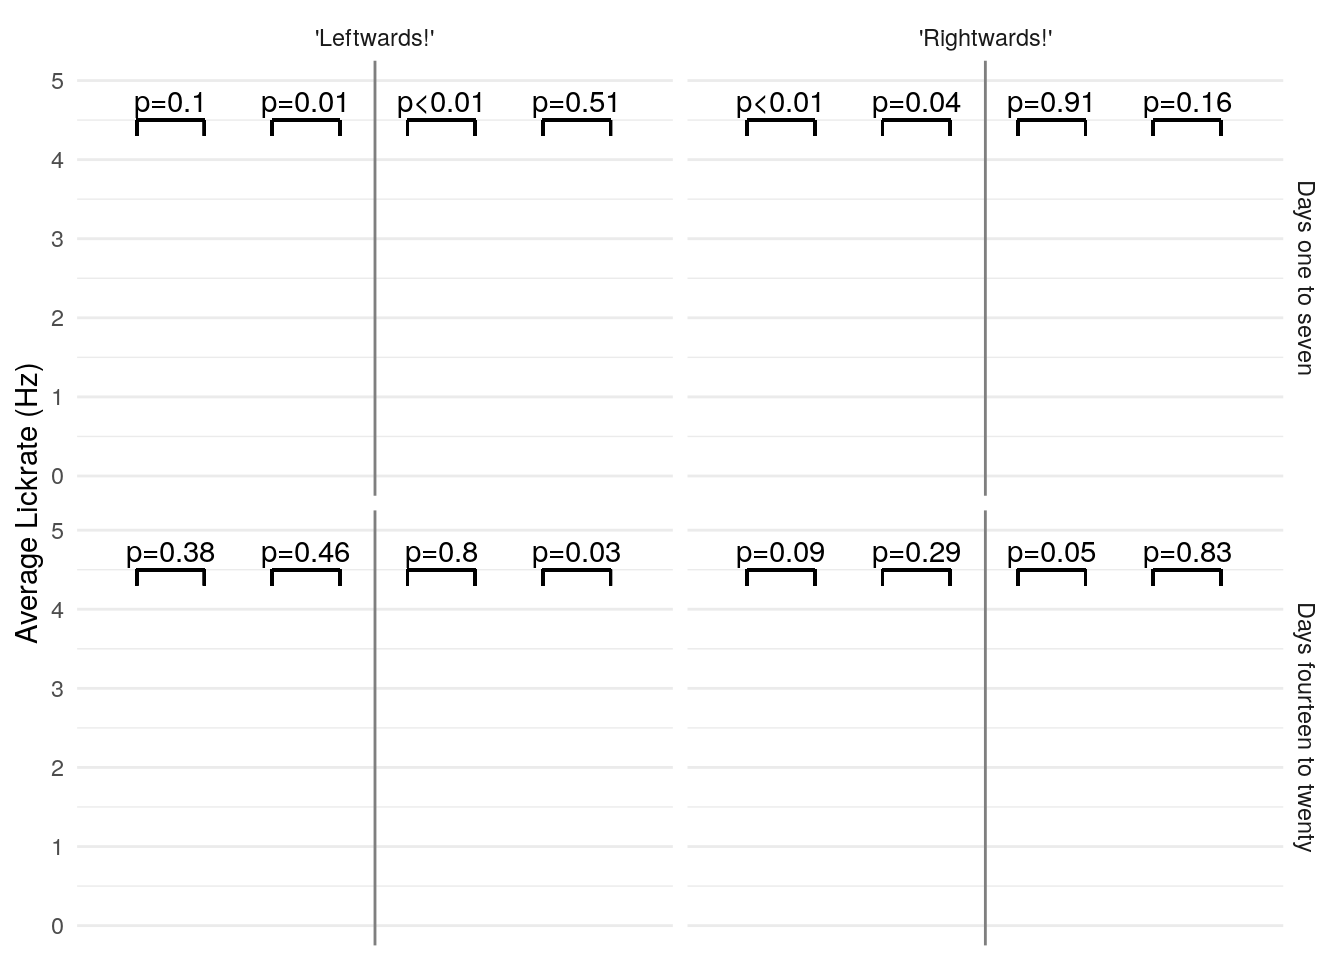 'Leftwards!' 'Rightwards!'
5
p=0.1 p=0.01 p<0.01 p=0.51 p<0.01 p=0.04 p=0.91 p=0.16
4
3
2
1
0
Days one to seven
Average Lickrate (Hz)
5
p=0.38 p=0.46 p=0.8 p=0.03 p=0.09 p=0.29 p=0.05 p=0.83
4
3
2
1
0
Days fourteen to twenty